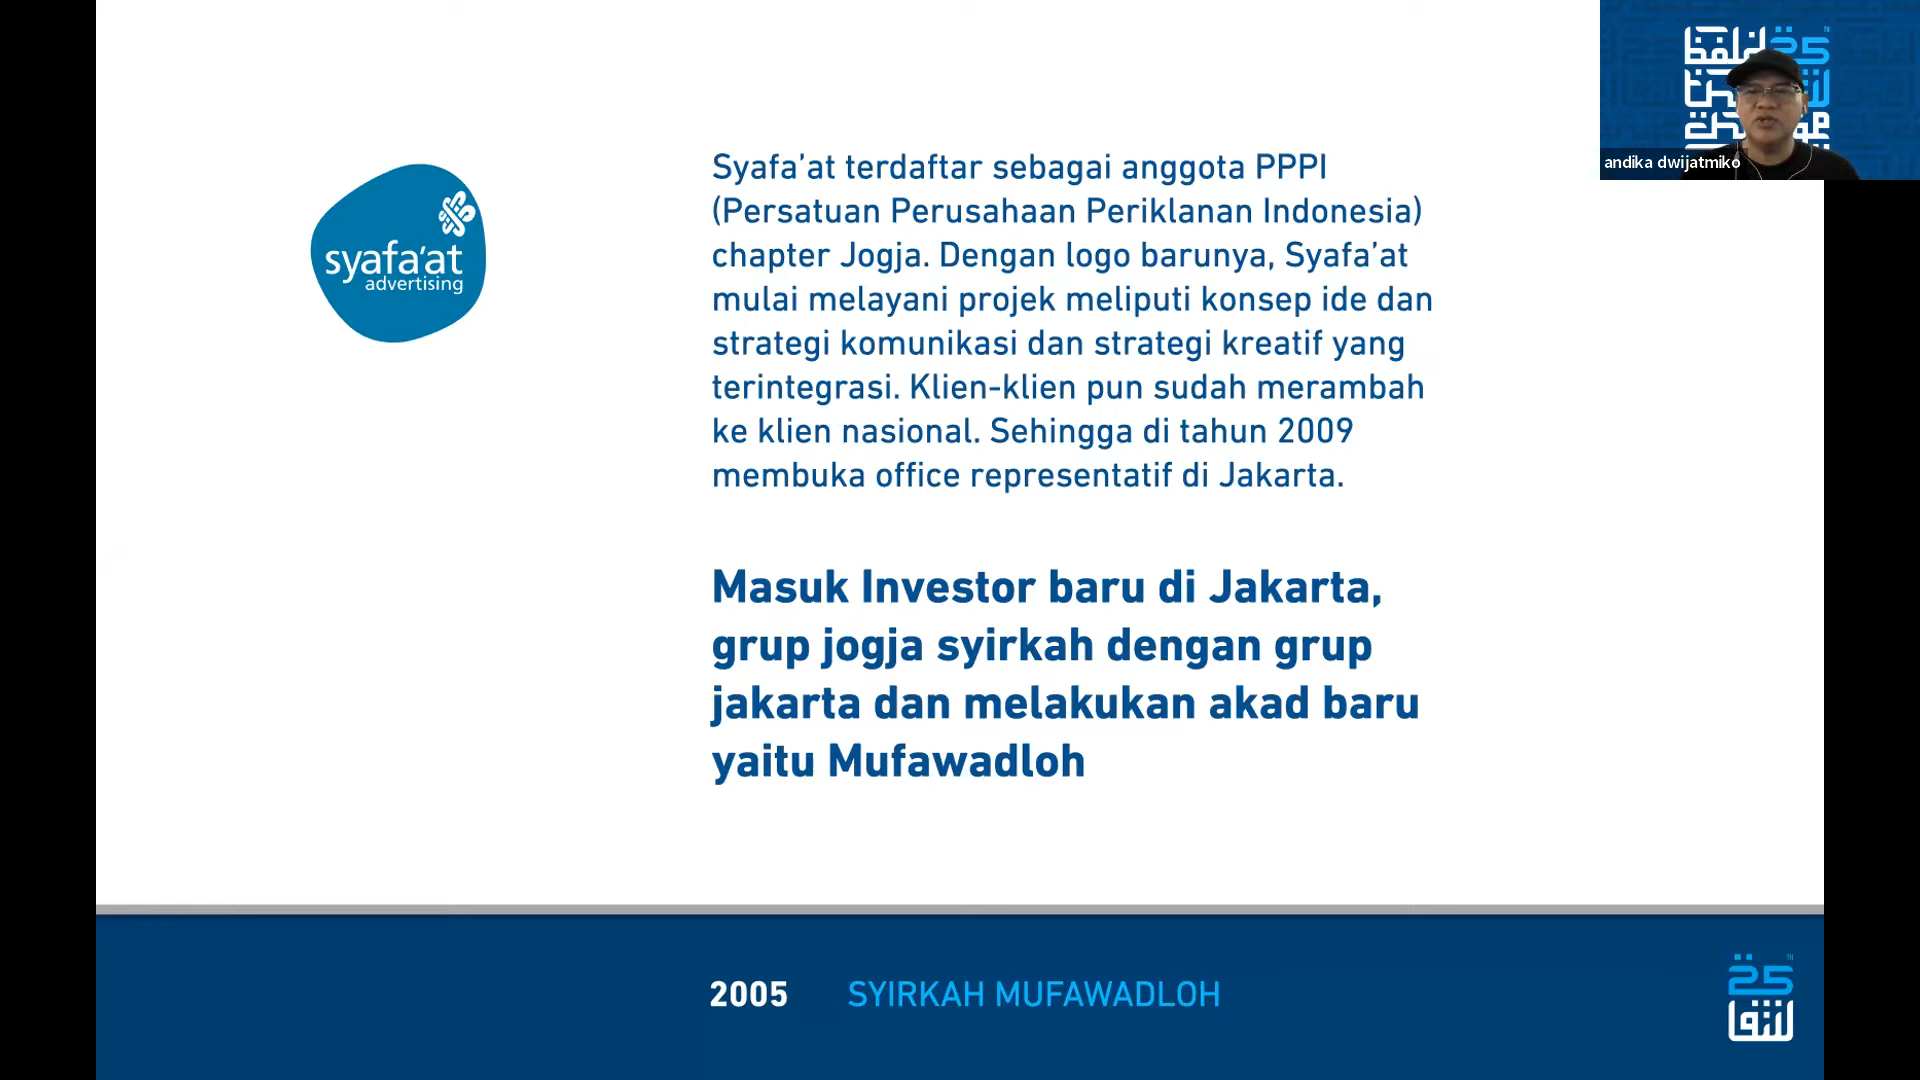 syafa'at
advertising
Syafa’at terdaftar sebagai anggota PPPI
(Persatuan Perusahaan Periklanan Indonesia)
chapter Jogja. Dengan logo barunya, Syafa’at
mulai melayani projek meliputi konsep ide dan
strategi komunikasi dan strategi kreatif yang
terintegrasi. Klien-klien pun sudah merambah
ke klien nasional. Sehingga di tahun 2009
membuka office representatif di Jakarta.
Masuk Investor baru di Jakarta,
grup jogja syirkah dengan grup
jakarta dan melakukan akad baru
yaitu Mufawadloh
2005 SYIRKAH MUFAWADLOH
25 TH
andika dwijatmiko
25